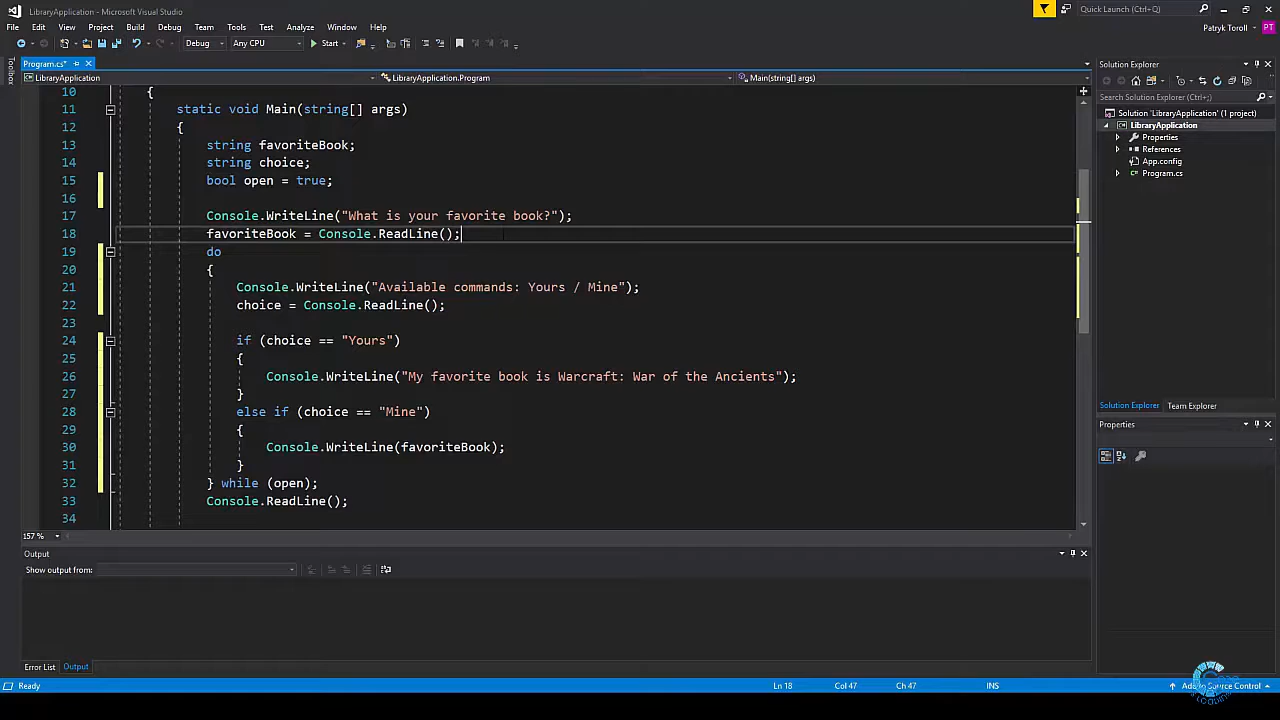 LibraryApplication - Microsoft Visual Studio
Quick Launch (Ctrl+Q)
File Edit View Project Build Debug Team Tools Test Analyze Window Help
Patryk Toroll PT
Debug Any CPU Start
Program.cs*
Toolbox
LibraryApplication LibraryApplication.Program Main(string[] args)
Solution Explorer
Search Solution Explorer (Ctrl+;)
Solution 'LibraryApplication' (1 project)
LibraryApplication
Properties
References
App.config
Program.cs
10 {
11 static void Main(string[] args)
12 {
13 string favoriteBook;
14 string choice;
15 bool open = true;
16
17 Console.WriteLine("What is your favorite book?");
18 favoriteBook = Console.ReadLine();
19 do
20 {
21 Console.WriteLine("Available commands: Yours / Mine");
22 choice = Console.ReadLine();
23
24 if (choice == "Yours")
25 {
26 Console.WriteLine("My favorite book is Warcraft: War of the Ancients");
27 }
28 else if (choice == "Mine")
29 {
30 Console.WriteLine(favoriteBook);
31 }
32 } while (open);
33 Console.ReadLine();
34
157 %
Solution Explorer Team Explorer
Properties
Output
Show output from:
Error List Output
Ready Ln 18 Col 47 Ch 47 INS Add to Source Control